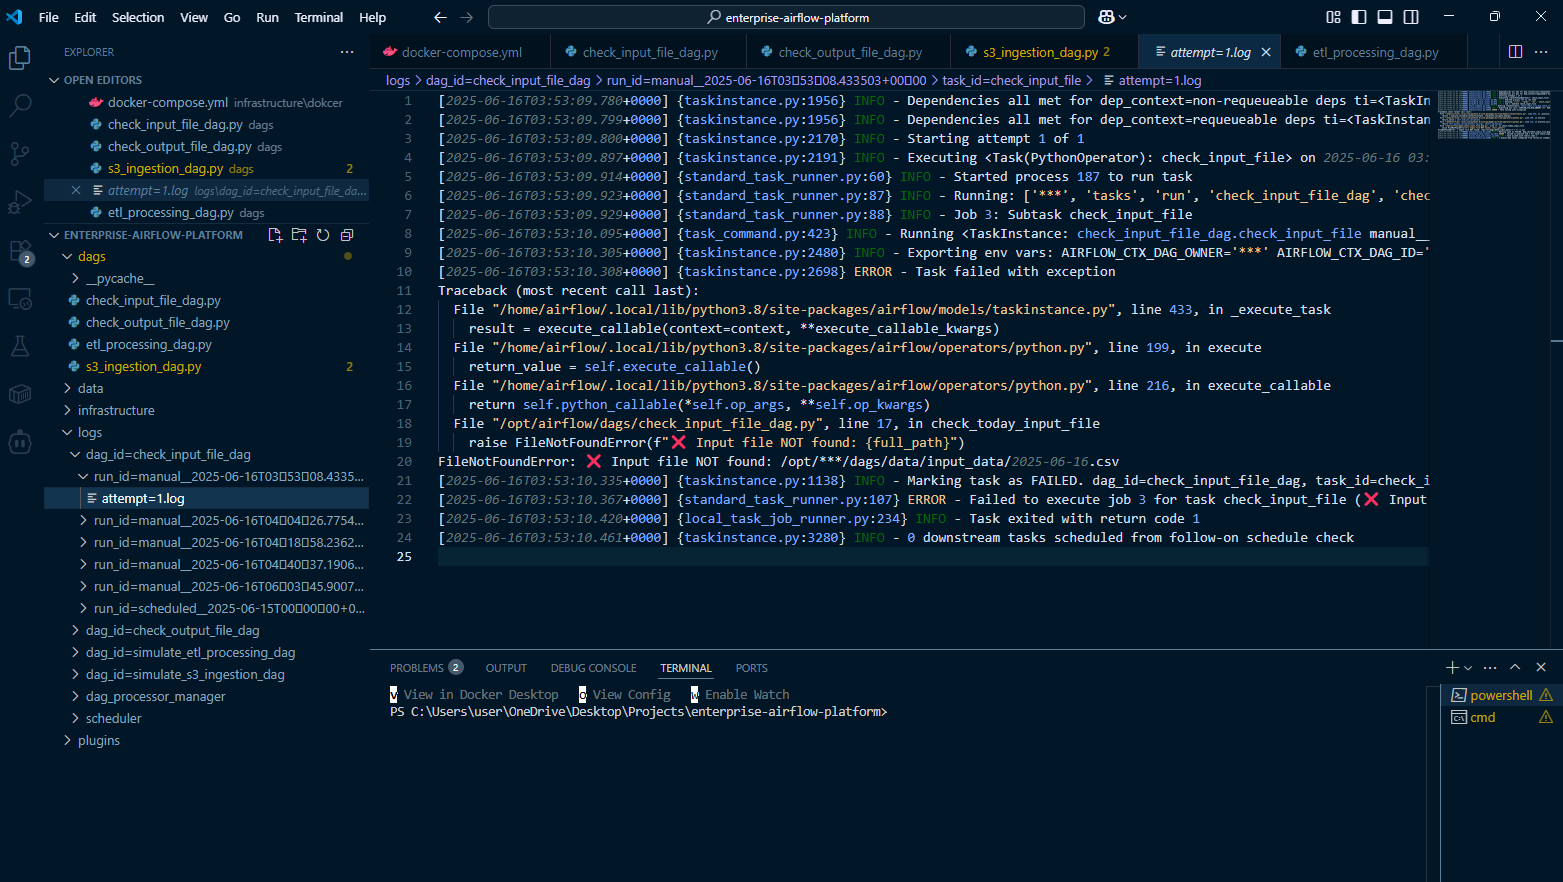 File Edit Selection View Go Run Terminal Help
enterprise-airflow-platform
EXPLORER
OPEN EDITORS
docker-compose.yml infrastructure\dokcer
check_input_file_dag.py dags
check_output_file_dag.py dags
s3_ingestion_dag.py dags 2
attempt=1.log logs\dag_id=check_input_file_da...
etl_processing_dag.py dags
ENTERPRISE-AIRFLOW-PLATFORM
dags
__pycache__
check_input_file_dag.py
check_output_file_dag.py
etl_processing_dag.py
s3_ingestion_dag.py 2
data
infrastructure
logs
dag_id=check_input_file_dag
run_id=manual__2025-06-16T03▯53▯08.4335...
attempt=1.log
run_id=manual__2025-06-16T04▯04▯26.7754...
run_id=manual__2025-06-16T04▯18▯58.2362...
run_id=manual__2025-06-16T04▯40▯37.1906...
run_id=manual__2025-06-16T06▯03▯45.9007...
run_id=scheduled__2025-06-15T00▯00▯00+0...
dag_id=check_output_file_dag
dag_id=simulate_etl_processing_dag
dag_id=simulate_s3_ingestion_dag
dag_processor_manager
scheduler
plugins
2
docker-compose.yml check_input_file_dag.py check_output_file_dag.py s3_ingestion_dag.py 2 attempt=1.log etl_processing_dag.py
logs > dag_id=check_input_file_dag > run_id=manual__2025-06-16T03▯53▯08.433503+00▯00 > task_id=check_input_file > attempt=1.log
1 [2025-06-16T03:53:09.780+0000] {taskinstance.py:1956} INFO - Dependencies all met for dep_context=non-requeueable deps ti=<TaskIn
2 [2025-06-16T03:53:09.799+0000] {taskinstance.py:1956} INFO - Dependencies all met for dep_context=requeueable deps ti=<TaskInstan
3 [2025-06-16T03:53:09.800+0000] {taskinstance.py:2170} INFO - Starting attempt 1 of 1
4 [2025-06-16T03:53:09.897+0000] {taskinstance.py:2191} INFO - Executing <Task(PythonOperator): check_input_file> on 2025-06-16 03:
5 [2025-06-16T03:53:09.914+0000] {standard_task_runner.py:60} INFO - Started process 187 to run task
6 [2025-06-16T03:53:09.923+0000] {standard_task_runner.py:87} INFO - Running: ['***', 'tasks', 'run', 'check_input_file_dag', 'chec
7 [2025-06-16T03:53:09.929+0000] {standard_task_runner.py:88} INFO - Job 3: Subtask check_input_file
8 [2025-06-16T03:53:10.095+0000] {task_command.py:423} INFO - Running <TaskInstance: check_input_file_dag.check_input_file manual__
9 [2025-06-16T03:53:10.305+0000] {taskinstance.py:2480} INFO - Exporting env vars: AIRFLOW_CTX_DAG_OWNER='***' AIRFLOW_CTX_DAG_ID='
10 [2025-06-16T03:53:10.308+0000] {taskinstance.py:2698} ERROR - Task failed with exception
11 Traceback (most recent call last):
12 File "/home/airflow/.local/lib/python3.8/site-packages/airflow/models/taskinstance.py", line 433, in _execute_task
13 result = execute_callable(context=context, **execute_callable_kwargs)
14 File "/home/airflow/.local/lib/python3.8/site-packages/airflow/operators/python.py", line 199, in execute
15 return_value = self.execute_callable()
16 File "/home/airflow/.local/lib/python3.8/site-packages/airflow/operators/python.py", line 216, in execute_callable
17 return self.python_callable(*self.op_args, **self.op_kwargs)
18 File "/opt/airflow/dags/check_input_file_dag.py", line 17, in check_today_input_file
19 raise FileNotFoundError(f"❌ Input file NOT found: {full_path}")
20 FileNotFoundError: ❌ Input file NOT found: /opt/***/dags/data/input_data/2025-06-16.csv
21 [2025-06-16T03:53:10.335+0000] {taskinstance.py:1138} INFO - Marking task as FAILED. dag_id=check_input_file_dag, task_id=check_i
22 [2025-06-16T03:53:10.367+0000] {standard_task_runner.py:107} ERROR - Failed to execute job 3 for task check_input_file (❌ Input
23 [2025-06-16T03:53:10.420+0000] {local_task_job_runner.py:234} INFO - Task exited with return code 1
24 [2025-06-16T03:53:10.461+0000] {taskinstance.py:3280} INFO - 0 downstream tasks scheduled from follow-on schedule check
25
PROBLEMS 2 OUTPUT DEBUG CONSOLE TERMINAL PORTS
v View in Docker Desktop o View Config w Enable Watch
PS C:\Users\user\OneDrive\Desktop\Projects\enterprise-airflow-platform>
powershell
cmd